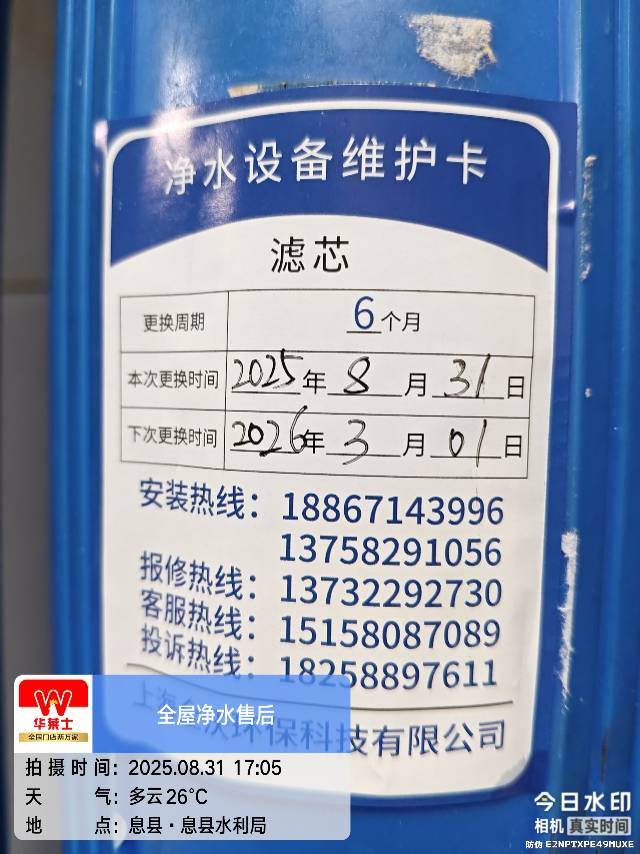 净水设备维护卡
滤芯
更换周期 6个月
本次更换时间 2025年8月31日
下次更换时间 2026年3月01日
安装热线：18867143996
13758291056
报修热线：13732292730
客服热线：15158087089
投诉热线：18258897611
上海
环保科技有限公司
华莱士
全国门店两万家
全屋净水售后
拍摄时间：2025.08.31 17:05
天气：多云26℃
地点：息县·息县水利局
今日水印
相机 真实时间
防伪 E2NPTXPE49MUXE